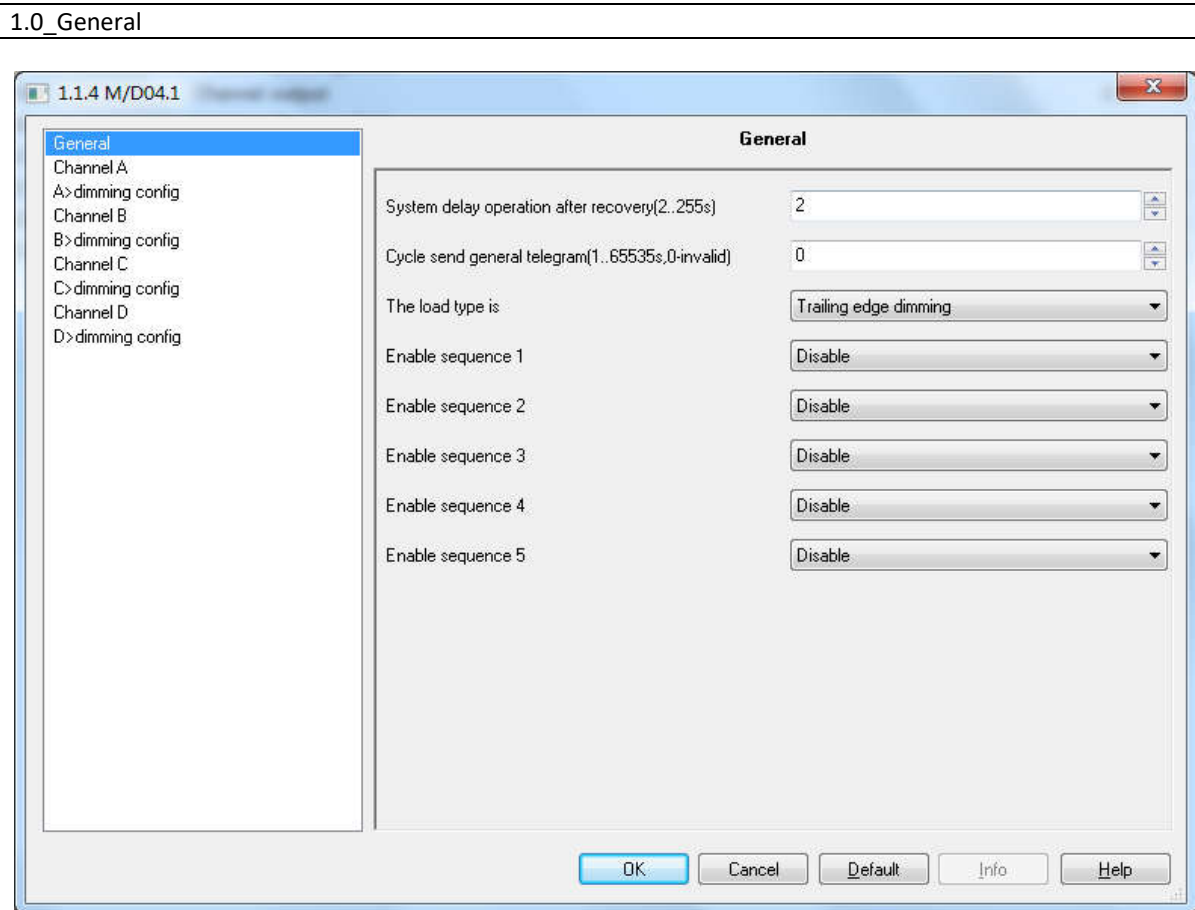 1.0_General
1.1.4 M/D04.1
General
Channel A
A>dimming config
Channel B
B>dimming config
Channel C
C>dimming config
Channel D
D>dimming config
General
System delay operation after recovery(2..255s) 2
Cycle send general telegram(1..65535s,0-invalid) 0
The load type is Trailing edge dimming
Enable sequence 1 Disable
Enable sequence 2 Disable
Enable sequence 3 Disable
Enable sequence 4 Disable
Enable sequence 5 Disable
OK Cancel Default Info Help